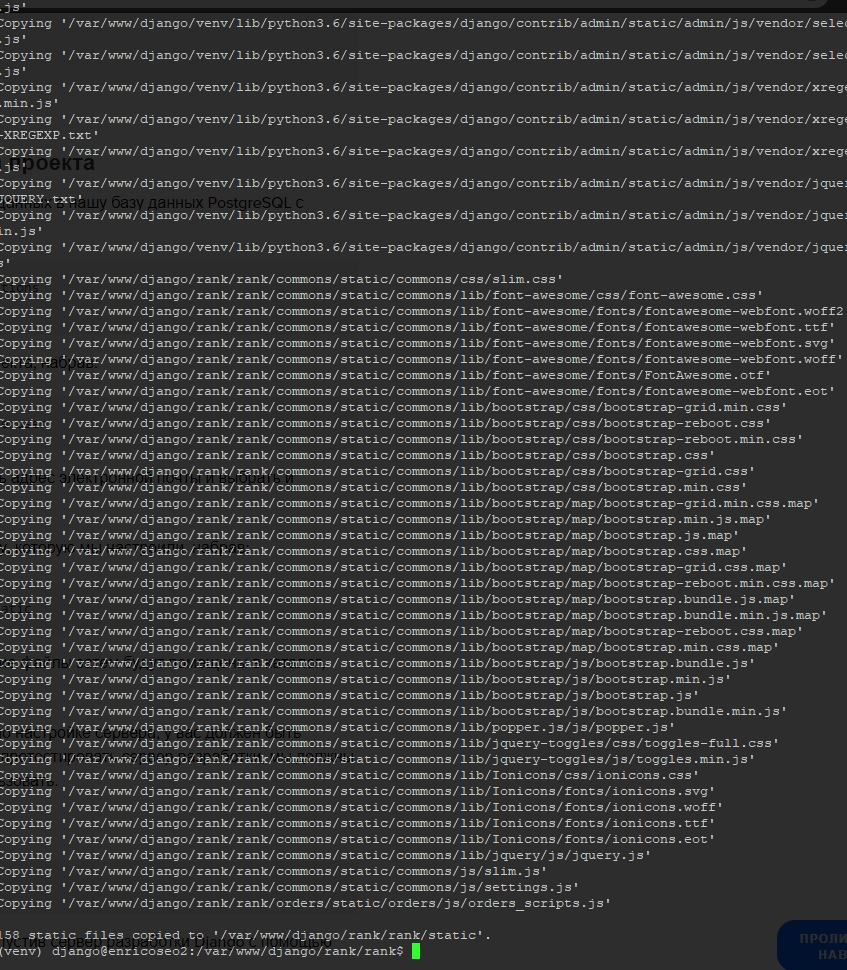 .js'
Copying '/var/www/django/venv/lib/python3.6/site-packages/django/contrib/admin/static/admin/js/vendor/selec
.js'
Copying '/var/www/django/venv/lib/python3.6/site-packages/django/contrib/admin/static/admin/js/vendor/selec
.js'
Copying '/var/www/django/venv/lib/python3.6/site-packages/django/contrib/admin/static/admin/js/vendor/xrege
.min.js'
Copying '/var/www/django/venv/lib/python3.6/site-packages/django/contrib/admin/static/admin/js/vendor/xrege
-XREGEXP.txt'
Copying '/var/www/django/venv/lib/python3.6/site-packages/django/contrib/admin/static/admin/js/vendor/xrege
проекта
.js'
Copying '/var/www/django/venv/lib/python3.6/site-packages/django/contrib/admin/static/admin/js/vendor/jquer
JQUERY.txt'
данных в нашу базу данных PostgreSQL с
Copying '/var/www/django/venv/lib/python3.6/site-packages/django/contrib/admin/static/admin/js/vendor/jquer
in.js'
Copying '/var/www/django/venv/lib/python3.6/site-packages/django/contrib/admin/static/admin/js/vendor/jquer
s'
Copying '/var/www/django/rank/rank/commons/static/commons/css/slim.css'
Copying '/var/www/django/rank/rank/commons/static/commons/lib/font-awesome/css/font-awesome.css'
Copying '/var/www/django/rank/rank/commons/static/commons/lib/font-awesome/fonts/fontawesome-webfont.woff2
Copying '/var/www/django/rank/rank/commons/static/commons/lib/font-awesome/fonts/fontawesome-webfont.ttf'
Copying '/var/www/django/rank/rank/commons/static/commons/lib/font-awesome/fonts/fontawesome-webfont.svg'
Copying '/var/www/django/rank/rank/commons/static/commons/lib/font-awesome/fonts/fontawesome-webfont.woff'
набрав:
Copying '/var/www/django/rank/rank/commons/static/commons/lib/font-awesome/fonts/FontAwesome.otf'
Copying '/var/www/django/rank/rank/commons/static/commons/lib/font-awesome/fonts/fontawesome-webfont.eot'
Copying '/var/www/django/rank/rank/commons/static/commons/lib/bootstrap/css/bootstrap-grid.min.css'
Copying '/var/www/django/rank/rank/commons/static/commons/lib/bootstrap/css/bootstrap-reboot.css'
Copying '/var/www/django/rank/rank/commons/static/commons/lib/bootstrap/css/bootstrap-reboot.min.css'
Copying '/var/www/django/rank/rank/commons/static/commons/lib/bootstrap/css/bootstrap.css'
Copying '/var/www/django/rank/rank/commons/static/commons/lib/bootstrap/css/bootstrap-grid.css'
ь адрес электронной почты и выбрать и
Copying '/var/www/django/rank/rank/commons/static/commons/lib/bootstrap/css/bootstrap.min.css'
Copying '/var/www/django/rank/rank/commons/static/commons/lib/bootstrap/map/bootstrap-grid.min.css.map'
Copying '/var/www/django/rank/rank/commons/static/commons/lib/bootstrap/map/bootstrap.min.js.map'
Copying '/var/www/django/rank/rank/commons/static/commons/lib/bootstrap/map/bootstrap.js.map'
которую мы настроили, набрав:
Copying '/var/www/django/rank/rank/commons/static/commons/lib/bootstrap/map/bootstrap.css.map'
Copying '/var/www/django/rank/rank/commons/static/commons/lib/bootstrap/map/bootstrap-grid.css.map'
Copying '/var/www/django/rank/rank/commons/static/commons/lib/bootstrap/map/bootstrap-reboot.min.css.map'
Copying '/var/www/django/rank/rank/commons/static/commons/lib/bootstrap/map/bootstrap.bundle.js.map'
Copying '/var/www/django/rank/rank/commons/static/commons/lib/bootstrap/map/bootstrap.bundle.min.js.map'
Copying '/var/www/django/rank/rank/commons/static/commons/lib/bootstrap/map/bootstrap-reboot.css.map'
Copying '/var/www/django/rank/rank/commons/static/commons/lib/bootstrap/map/bootstrap.min.css.map'
Copying '/var/www/django/rank/rank/commons/static/commons/lib/bootstrap/js/bootstrap.bundle.js'
Copying '/var/www/django/rank/rank/commons/static/commons/lib/bootstrap/js/bootstrap.min.js'
Copying '/var/www/django/rank/rank/commons/static/commons/lib/bootstrap/js/bootstrap.js'
Copying '/var/www/django/rank/rank/commons/static/commons/lib/bootstrap/js/bootstrap.bundle.min.js'
Copying '/var/www/django/rank/rank/commons/static/commons/lib/popper.js/js/popper.js'
о настройке сервера, у вас должен быть
Copying '/var/www/django/rank/rank/commons/static/commons/lib/jquery-toggles/css/toggles-full.css'
Copying '/var/www/django/rank/rank/commons/static/commons/lib/jquery-toggles/js/toggles.min.js'
Copying '/var/www/django/rank/rank/commons/static/commons/lib/Ionicons/css/ionicons.css'
Copying '/var/www/django/rank/rank/commons/static/commons/lib/Ionicons/fonts/ionicons.svg'
Copying '/var/www/django/rank/rank/commons/static/commons/lib/Ionicons/fonts/ionicons.woff'
Copying '/var/www/django/rank/rank/commons/static/commons/lib/Ionicons/fonts/ionicons.ttf'
Copying '/var/www/django/rank/rank/commons/static/commons/lib/Ionicons/fonts/ionicons.eot'
Copying '/var/www/django/rank/rank/commons/static/commons/lib/jquery/js/jquery.js'
Copying '/var/www/django/rank/rank/commons/static/commons/js/slim.js'
Copying '/var/www/django/rank/rank/commons/static/commons/js/settings.js'
Copying '/var/www/django/rank/rank/orders/static/orders/js/orders_scripts.js'
158 static files copied to '/var/www/django/rank/rank/static'.
пустив сервер разработки Django с помощью
ПРОЛИ
(venv) django@enricoseo2:/var/www/django/rank/rank$
НАВ